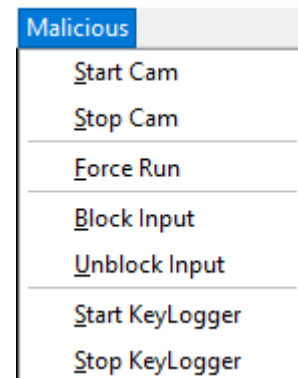 Malicious
Start Cam
Stop Cam
Force Run
Block Input
Unblock Input
Start KeyLogger
Stop KeyLogger